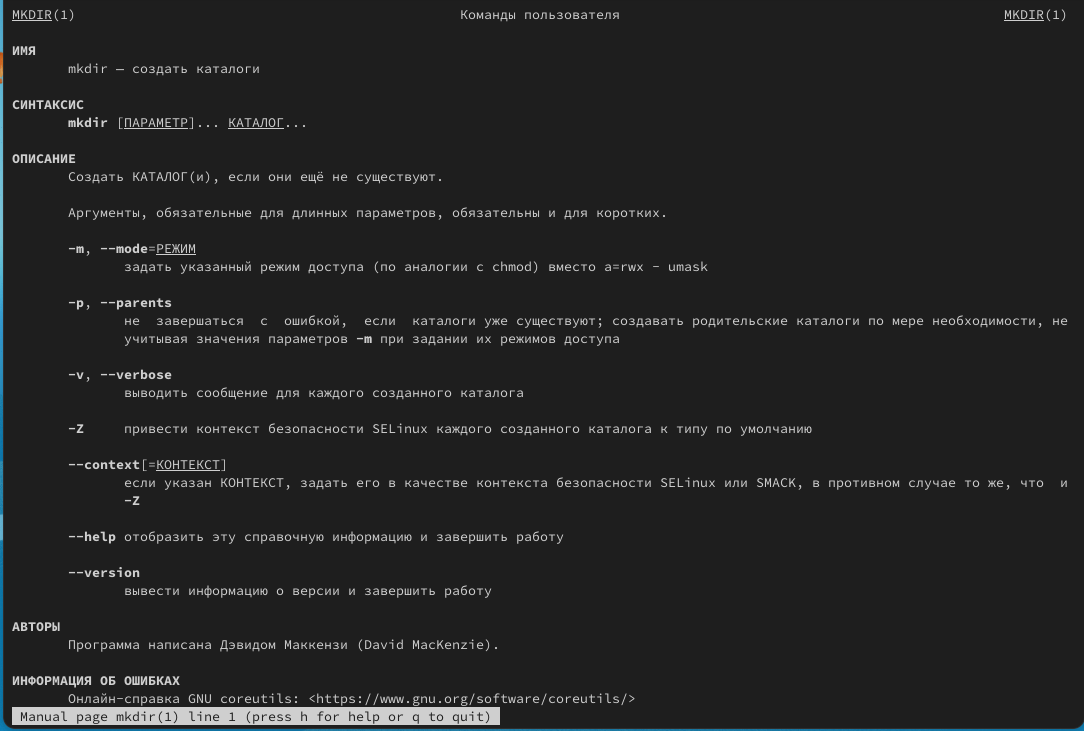 MKDIR(1) Команды пользователя MKDIR(1)
ИМЯ
mkdir – создать каталоги
СИНТАКСИС
mkdir [ПАРАМЕТР]... КАТАЛОГ...
ОПИСАНИЕ
Создать КАТАЛОГ(и), если они ещё не существуют.
Аргументы, обязательные для длинных параметров, обязательны и для коротких.
-m, --mode=РЕЖИМ
задать указанный режим доступа (по аналогии с chmod) вместо a=rwx - umask
-p, --parents
не завершаться с ошибкой, если каталоги уже существуют; создавать родительские каталоги по мере необходимости, не
учитывая значения параметров -m при задании их режимов доступа
-v, --verbose
выводить сообщение для каждого созданного каталога
-Z привести контекст безопасности SELinux каждого созданного каталога к типу по умолчанию
--context[=КОНТЕКСТ]
если указан КОНТЕКСТ, задать его в качестве контекста безопасности SELinux или SMACK, в противном случае то же, что и
-Z
--help отобразить эту справочную информацию и завершить работу
--version
вывести информацию о версии и завершить работу
АВТОРЫ
Программа написана Дэвидом Маккензи (David MacKenzie).
ИНФОРМАЦИЯ ОБ ОШИБКАХ
Онлайн-справка GNU coreutils: <https://www.gnu.org/software/coreutils/>
Manual page mkdir(1) line 1 (press h for help or q to quit)